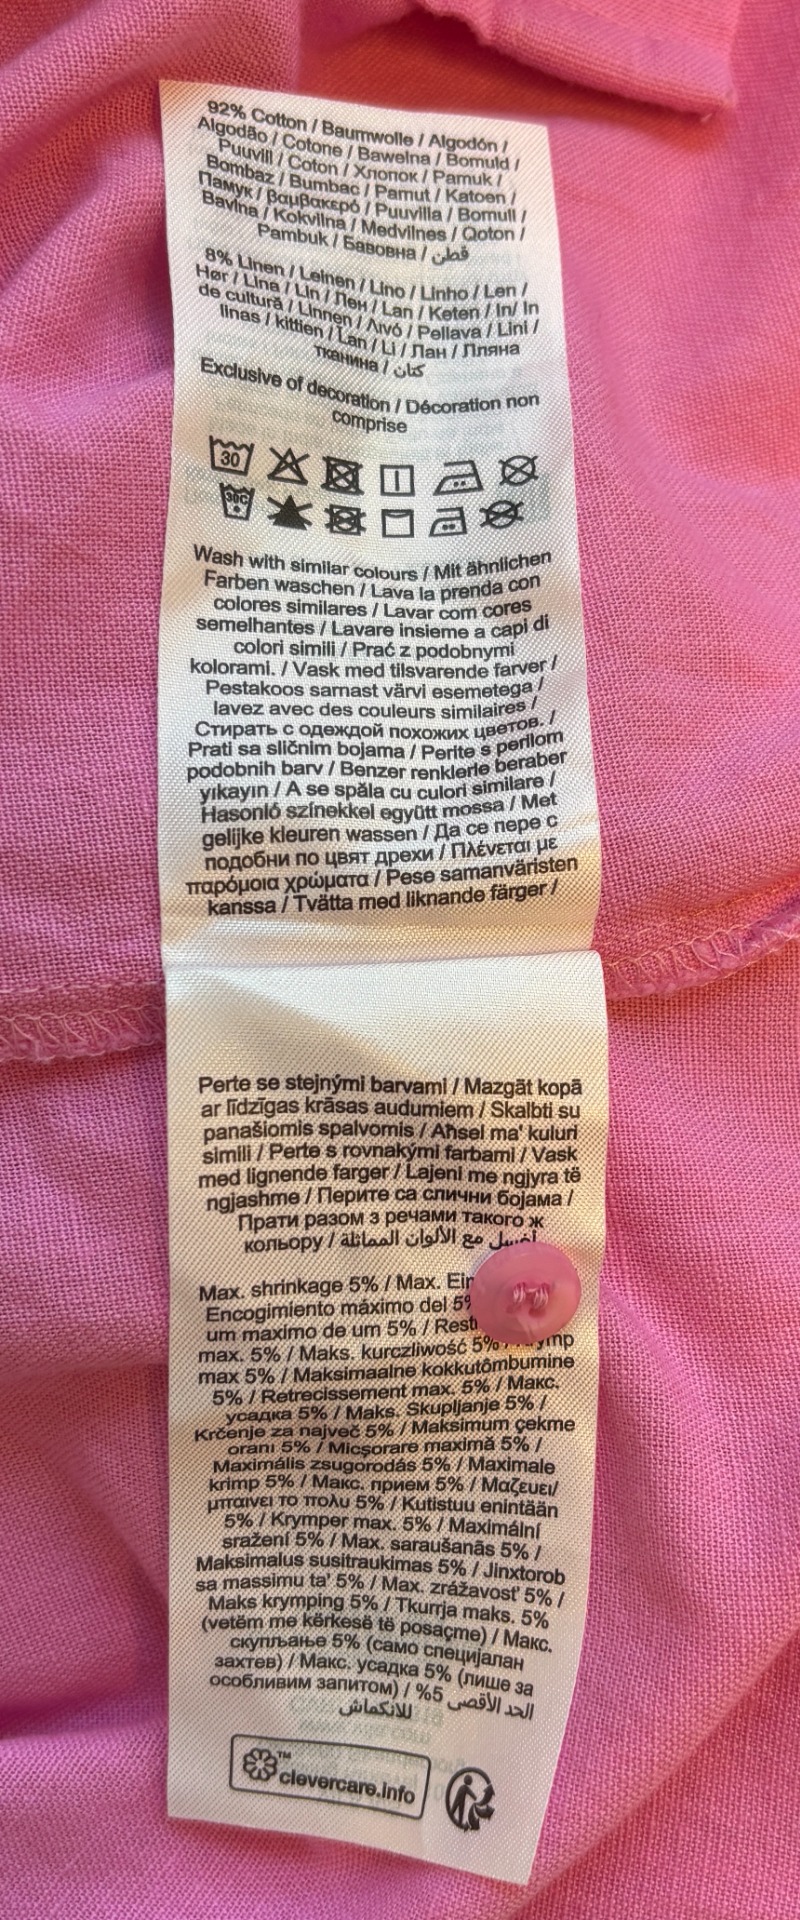 92% Cotton / Baumwolle / Algodón /
Algodão / Cotone / Bawełna / Bomuld /
Puuvill / Coton / Хлопок / Pamuk /
Bombaz / Bumbac / Pamut / Katoen /
Памук / βαμβακερό / Puuvilla / Bomull /
Bavlna / Kokvilna / Medvilnes / Qoton /
Pambuk / Бавовна / قطن
8% Linen / Leinen / Lino / Linho / Len /
Hør / Lina / Lin / Лен / Lan / Keten / In/ In
de cultură / Linnen / Λινό / Pellava / Lini /
linas / kittien / Ľan / Li / Лан / Лляна
тканина / كتان
Exclusive of decoration / Décoration non
comprise
30
30C
Wash with similar colours / Mit ähnlichen
Farben waschen / Lava la prenda con
colores similares / Lavar com cores
semelhantes / Lavare insieme a capi di
colori simili / Prać z podobnymi
kolorami. / Vask med tilsvarende farver /
Pestakoos samast värvi esemetega /
lavez avec des couleurs similaires /
Стирать с одеждой похожих цветов. /
Prati sa sličnim bojama / Perite s perilom
podobnih barv / Benzer renklerle beraber
yıkayın / A se spăla cu culori similare /
Hasonló színekkel együtt mossa / Met
gelijke kleuren wassen / Да се пере с
подобни по цвят дрехи / Πλένεται με
παρόμοια χρώματα / Pese samanväristen
kanssa / Tvätta med liknande färger /
Perte se stejnými barvami / Mazgāt kopā
ar līdzīgas krāsas audumiem / Skalbti su
panašiomis spalvomis / Aħsel ma' kuluri
simili / Perte s rovnakými farbami / Vask
med lignende farger / Lajeni me ngjyra të
ngjashme / Перите са слични бојама /
Прати разом з речами такого ж
кольору / اغسل مع الألوان المماثلة
Max. shrinkage 5% / Max. Ein
Encogimiento máximo del 5%
um maximo de um 5% / Resti
max. 5% / Maks. kurczliwość 5% / Krymp
max 5% / Maksimaalne kokkutõmbumine
5% / Retrecissement max. 5% / Макс.
усадка 5% / Maks. Skupljanje 5% /
Krčenje za največ 5% / Maksimum çekme
oranı 5% / Micșorare maximă 5% /
Maximális zsugorodás 5% / Maximale
krimp 5% / Макс. прием 5% / Μαζευει/
μπαινει το πολυ 5% / Kutistuu enintään
5% / Krymper max. 5% / Maximální
sražení 5% / Max. saraušanās 5% /
Maksimalus susitraukimas 5% / Jinxtorob
sa massimu ta' 5% / Max. zrážavosť 5% /
Maks krymping 5% / Tkurrja maks. 5%
(vetëm me kërkesë të posaçme) / Макс.
скупљање 5% (само специјалан
захтев) / Макс. усадка 5% (лише за
особливим запитом) / %5 الحد الأقصى
للانكماش
™
clevercare.info